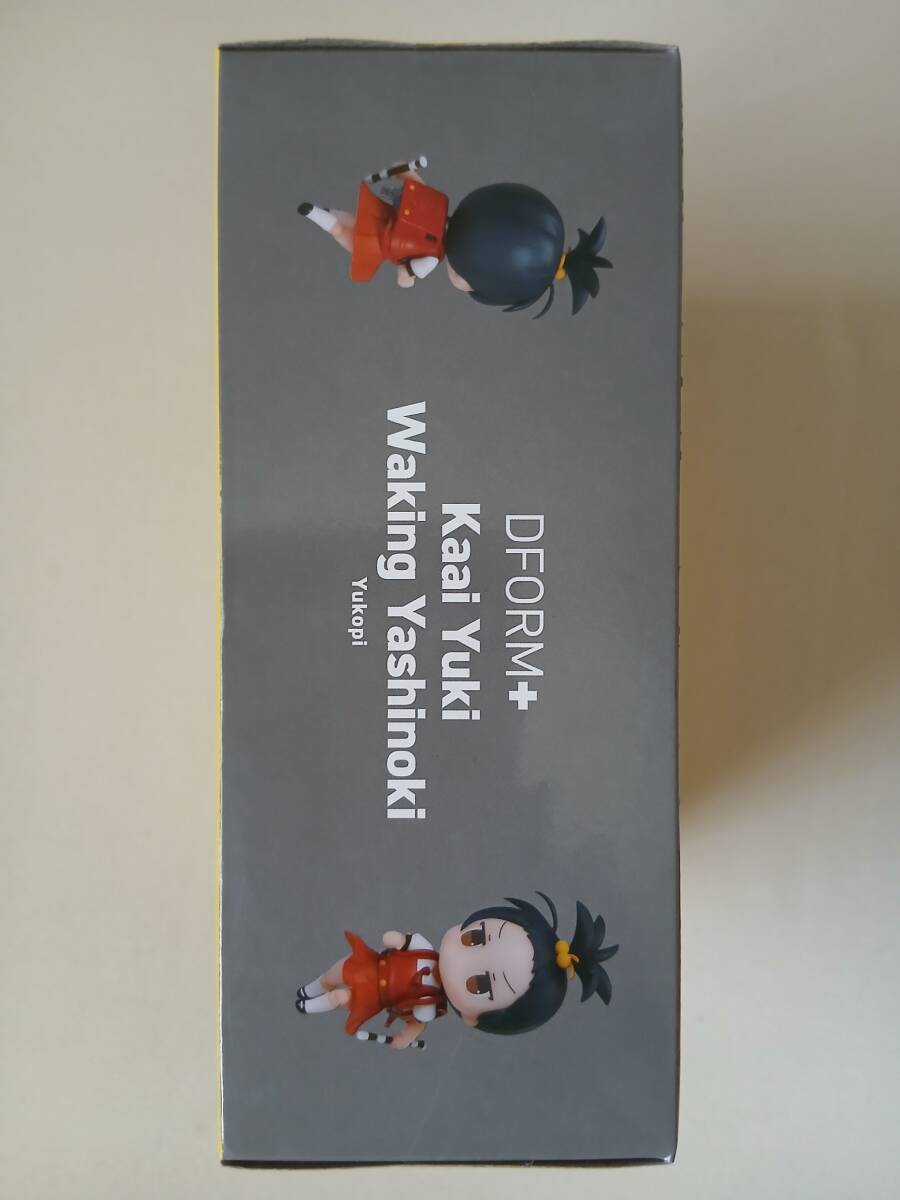 DFORM+
Kaai Yuki
Waking Yashinoki
Yukopi